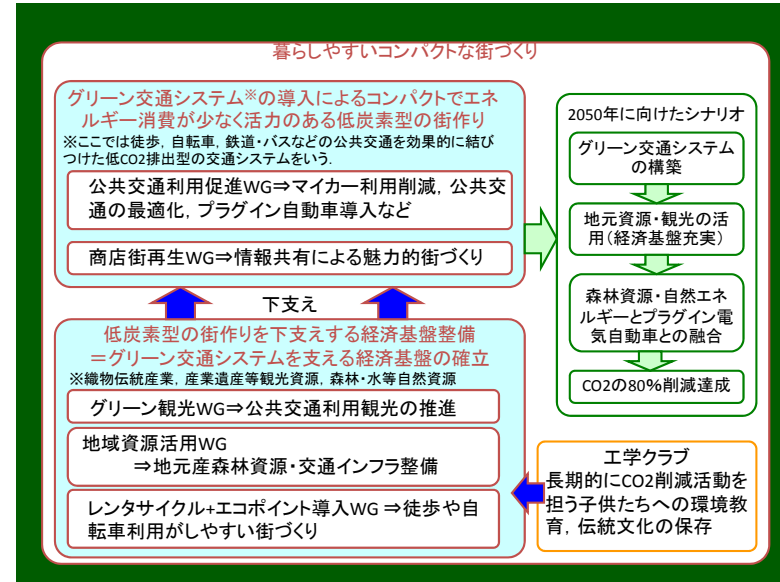 暮らしやすいコンパクトな街づくり
グリーン交通システム※の導入によるコンパクトでエネ
ルギー消費が少なく活力のある低炭素型の街作り
※ここでは徒歩，自転車，鉄道・バスなどの公共交通を効果的に結び
つけた低CO2排出型の交通システムをいう．
公共交通利用促進WG⇒マイカー利用削減，公共交
通の最適化，プラグイン自動車導入など
商店街再生WG⇒情報共有による魅力的街づくり
下支え
低炭素型の街作りを下支えする経済基盤整備
＝グリーン交通システムを支える経済基盤の確立
※織物伝統産業，産業遺産等観光資源，森林・水等自然資源
グリーン観光WG⇒公共交通利用観光の推進
地域資源活用WG
⇒地元産森林資源・交通インフラ整備
レンタサイクル+エコポイント導入WG ⇒徒歩や自
転車利用がしやすい街づくり
2050年に向けたシナリオ
グリーン交通システム
の構築
地元資源・観光の活
用（経済基盤充実）
森林資源・自然エネ
ルギーとプラグイン電
気自動車との融合
CO2の80%削減達成
工学クラブ
長期的にCO2削減活動を
担う子供たちへの環境教
育，伝統文化の保存